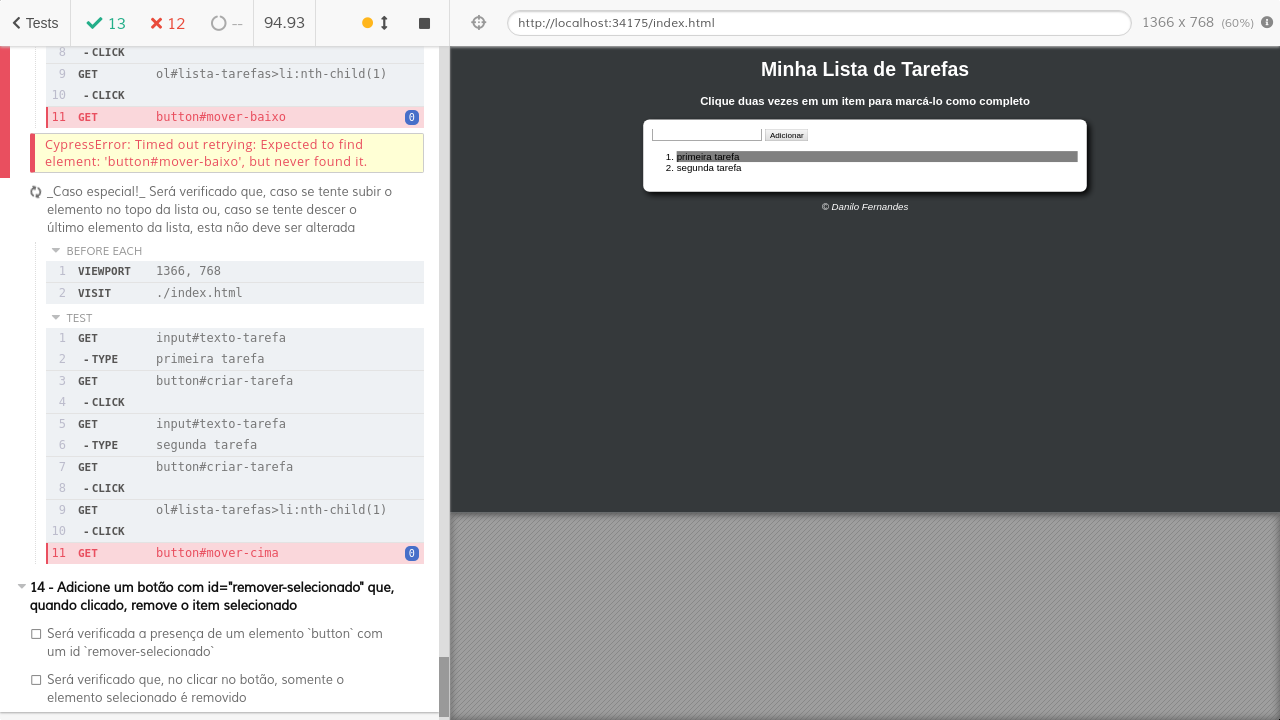 Tests 13 12 -- 94.93
http://localhost:34175/index.html 1366 x 768 (60%)
8 - CLICK
9 GET ol#lista-tarefas>li:nth-child(1)
10 - CLICK
11 GET button#mover-baixo 0
CypressError: Timed out retrying: Expected to find
element: 'button#mover-baixo', but never found it.
_Caso especial!_ Será verificado que, caso se tente subir o
elemento no topo da lista ou, caso se tente descer o
último elemento da lista, esta não deve ser alterada
BEFORE EACH
1 VIEWPORT 1366, 768
2 VISIT ./index.html
TEST
1 GET input#texto-tarefa
2 - TYPE primeira tarefa
3 GET button#criar-tarefa
4 - CLICK
5 GET input#texto-tarefa
6 - TYPE segunda tarefa
7 GET button#criar-tarefa
8 - CLICK
9 GET ol#lista-tarefas>li:nth-child(1)
10 - CLICK
11 GET button#mover-cima 0
14 - Adicione um botão com id="remover-selecionado" que,
quando clicado, remove o item selecionado
Será verificada a presença de um elemento `button` com
um id `remover-selecionado`
Será verificado que, no clicar no botão, somente o
elemento selecionado é removido
Minha Lista de Tarefas
Clique duas vezes em um item para marcá-lo como completo
Adicionar
1. primeira tarefa
2. segunda tarefa
© Danilo Fernandes